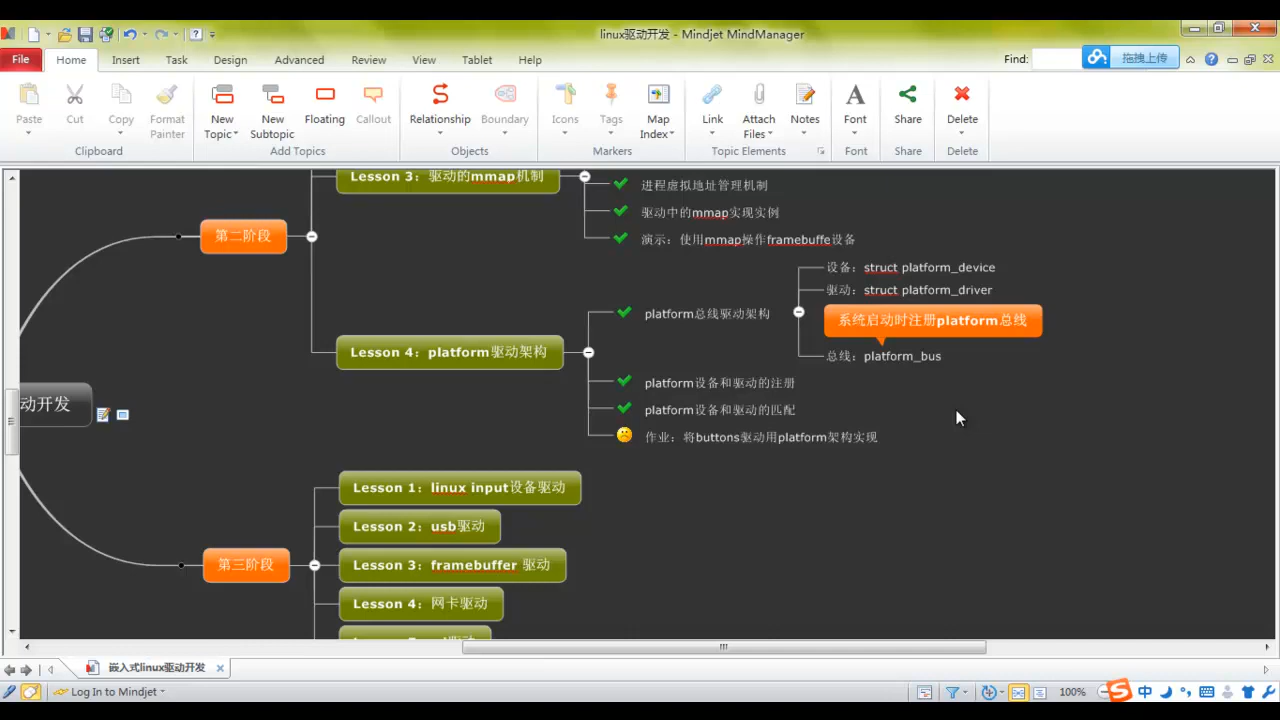 linux驱动开发 - Mindjet MindManager
File Home Insert Task Design Advanced Review View Tablet Help Find: 拖拽上传
Paste Cut Copy Format Painter New Topic New Subtopic Floating Callout Relationship Boundary Icons Tags Map Index Link Attach Files Notes Font Share Delete
Clipboard Add Topics Objects Markers Topic Elements Font Share Delete
Lesson 3：驱动的mmap机制
进程虚拟地址管理机制
驱动中的mmap实现实例
演示：使用mmap操作framebuffe设备
第二阶段
设备：struct platform_device
驱动：struct platform_driver
platform总线驱动架构
系统启动时注册platform总线
Lesson 4：platform驱动架构
总线：platform_bus
platform设备和驱动的注册
platform设备和驱动的匹配
作业：将buttons驱动用platform架构实现
动开发
Lesson 1：linux input设备驱动
Lesson 2：usb驱动
第三阶段
Lesson 3：framebuffer 驱动
Lesson 4：网卡驱动
嵌入式linux驱动开发
Log In to Mindjet 100% 中